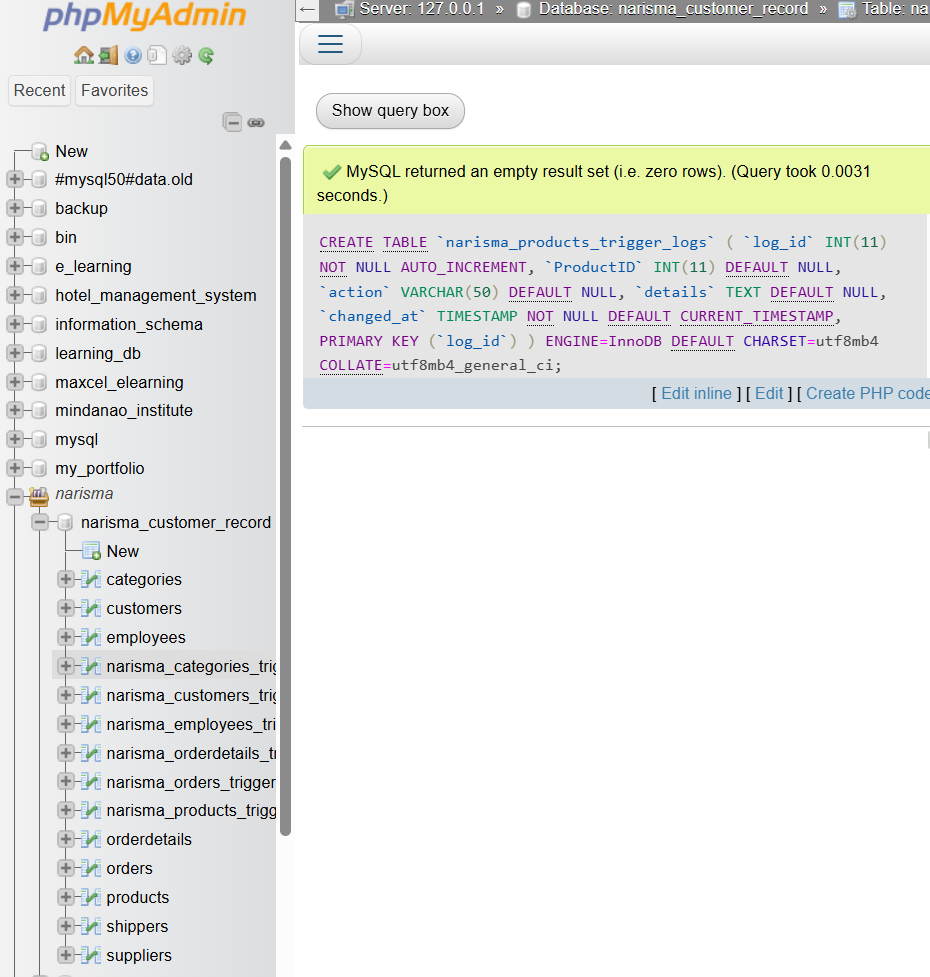 phpMyAdmin
Recent Favorites
New
#mysql50#data.old
backup
bin
e_learning
hotel_management_system
information_schema
learning_db
maxcel_elearning
mindanao_institute
mysql
my_portfolio
narisma
narisma_customer_record
New
categories
customers
employees
narisma_categories_trig
narisma_customers_trig
narisma_employees_tri
narisma_orderdetails_tr
narisma_orders_trigger
narisma_products_trigg
orderdetails
orders
products
shippers
suppliers
← Server: 127.0.0.1 » Database: narisma_customer_record » Table: na
Show query box
MySQL returned an empty result set (i.e. zero rows). (Query took 0.0031
seconds.)
CREATE TABLE `narisma_products_trigger_logs` ( `log_id` INT(11)
NOT NULL AUTO_INCREMENT, `ProductID` INT(11) DEFAULT NULL,
`action` VARCHAR(50) DEFAULT NULL, `details` TEXT DEFAULT NULL,
`changed_at` TIMESTAMP NOT NULL DEFAULT CURRENT_TIMESTAMP,
PRIMARY KEY (`log_id`) ) ENGINE=InnoDB DEFAULT CHARSET=utf8mb4
COLLATE=utf8mb4_general_ci;
[ Edit inline ] [ Edit ] [ Create PHP code